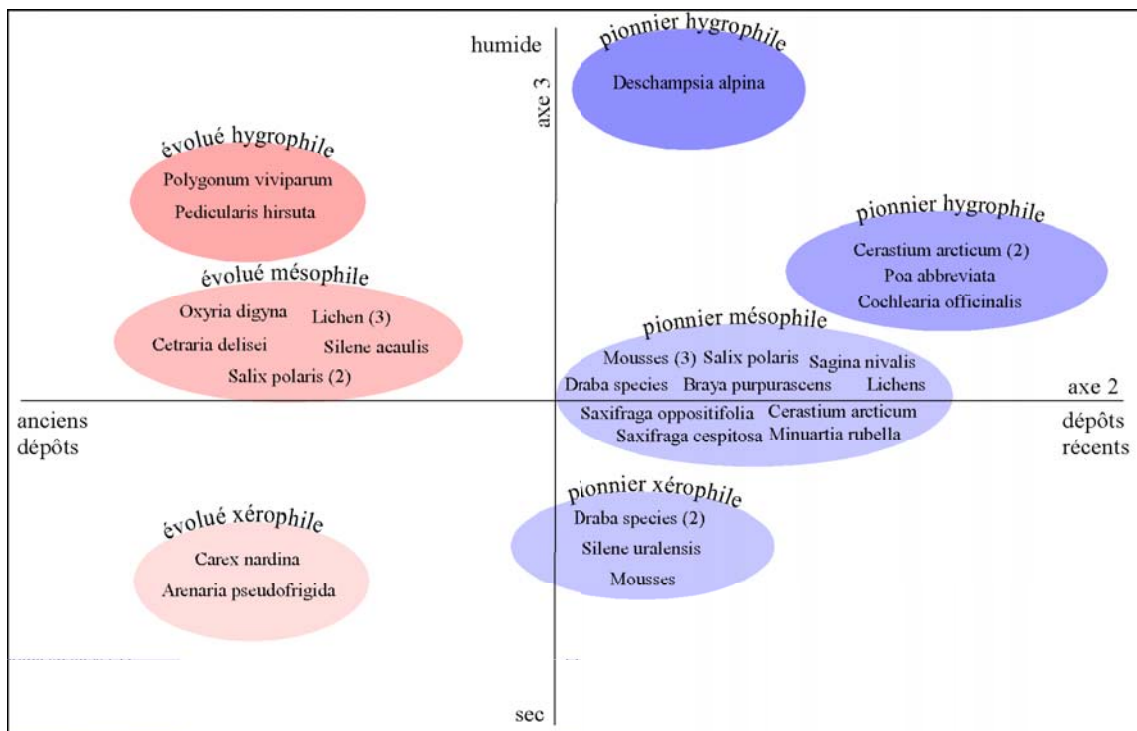 pionnier hygrophile
humide
axe 3
Deschampsia alpina
évolué hygrophile
Polygonum viviparum
Pedicularis hirsuta
pionnier hygrophile
Cerastium arcticum (2)
Poa abbreviata
Cochlearia officinalis
évolué mésophile
Oxyria digyna
Lichen (3)
Cetraria delisei
Silene acaulis
Salix polaris (2)
pionnier mésophile
Mousses (3)
Salix polaris
Sagina nivalis
Draba species
Braya purpurascens
Lichens
Saxifraga oppositifolia
Cerastium arcticum
Saxifraga cespitosa
Minuartia rubella
axe 2
anciens
dépôts
dépôts
récents
pionnier xérophile
Draba species (2)
Silene uralensis
Mousses
évolué xérophile
Carex nardina
Arenaria pseudofrigida
sec